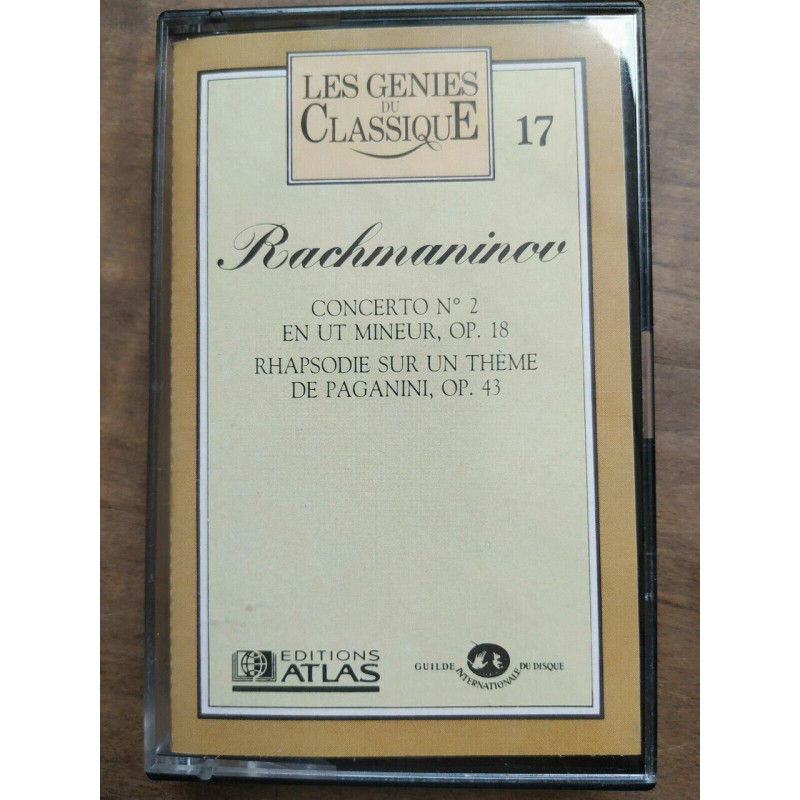 LES GENIES
DU
CLASSIQUE
17
Rachmaninov
CONCERTO N° 2
EN UT MINEUR, OP. 18
RHAPSODIE SUR UN THÈME
DE PAGANINI, OP. 43
EDITIONS
ATLAS
GUILDE INTERNATIONALE DU DISQUE